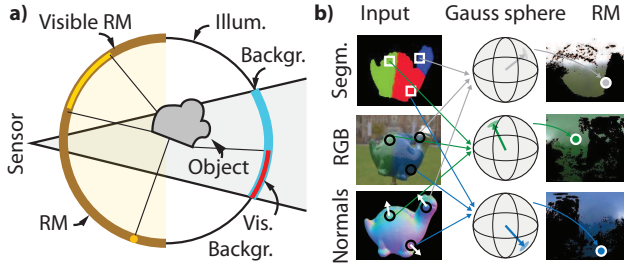 a)
Visible RM
Illum.
Backgr.
Sensor
Object
RM
Vis.
Backgr.
b)
Input
Gauss sphere
RM
Segm.
RGB
Normals